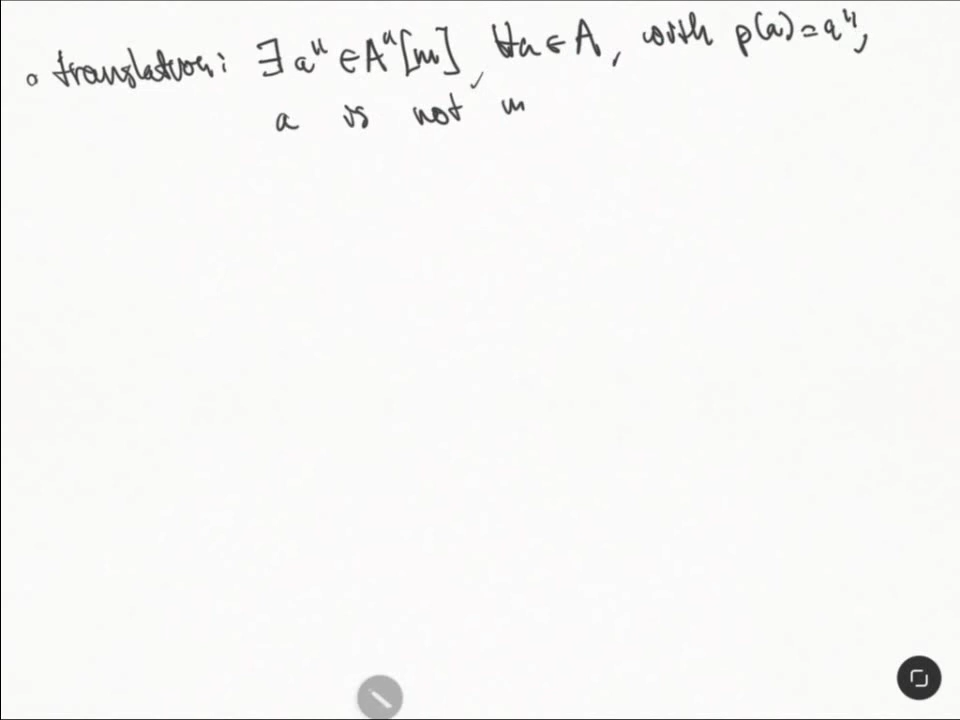 ◦ translation: ∃ a'' ∈ A''[m], ∀a ∈ A, with p(a) = a'',
a is not m